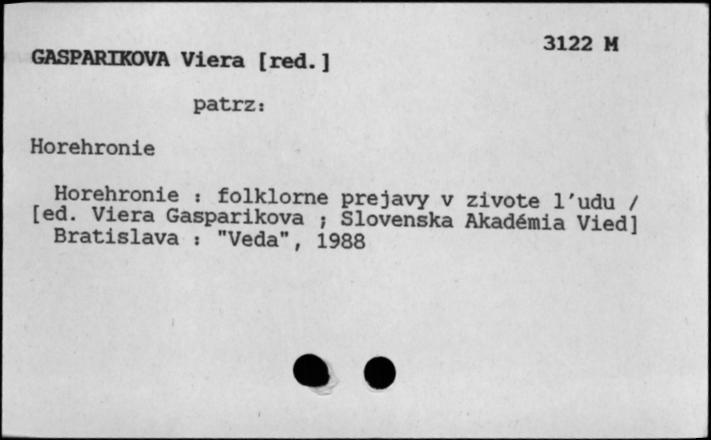 3122 M
GASPARIKOVA Viera [red.]
patrz:
Horehronie
Horehronie : folklorne prejavy v zivote l'udu /
[ed. Viera Gasparikova ; Slovenska Akadémia Vied]
Bratislava : "Veda", 1988